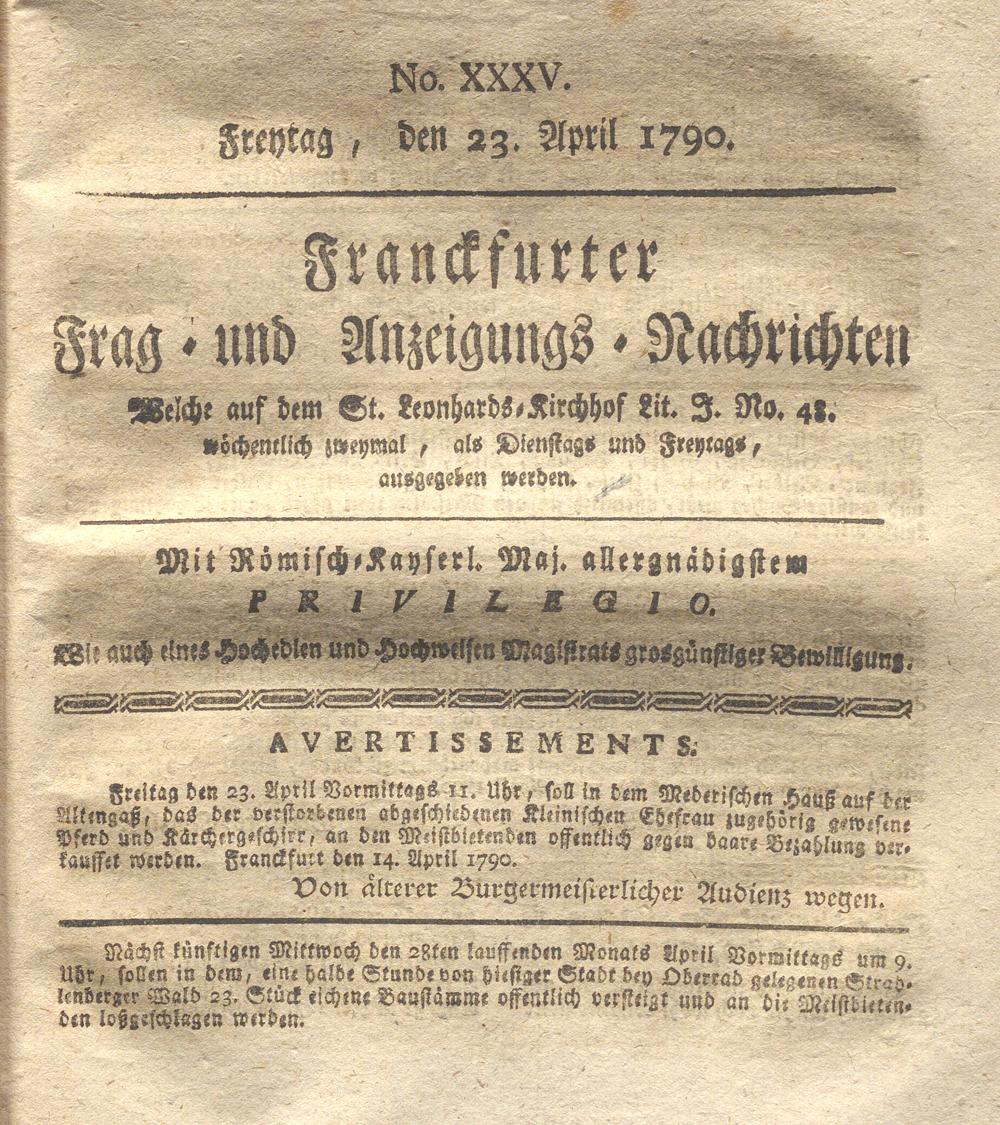 No. XXXV.
Freytag, den 23. April 1790.
Franckfurter
Frag- und Anzeigungs-Nachrichten
Welche auf dem St. Leonhards-Kirchhof Lit. J. No. 48.
wöchentlich zweymal, als Dienstags und Freytags,
ausgegeben werden.
Mit Römisch-Kayserl. Maj. allergnädigstem
PRIVILEGIO.
Wie auch eines Hochedlen und Hochweisen Magistrats grosgünstiger Bewilligung.
AVERTISSEMENTS.
Freitag den 23. April Vormittags 11. Uhr, soll in dem Mederischen Hauß auf der
Altengaß, das der verstorbenen abgeschiedenen Kleinischen Ehefrau zugehörig gewesene
Pferd und Kärchergeschirr, an den Meistbietenden offentlich gegen baare Bezahlung ver-
kauffet werden. Franckfurt den 14. April 1790.
Von älterer Burgermeisterlicher Audienz wegen.
Nächst künftigen Mittwoch den 28ten lauffenden Monats April Vormittags um 9.
Uhr, sollen in dem, eine halbe Stunde von hiesiger Stadt bey Oberrad gelegenen Strah-
lenberger Wald 23. Stück eichene Baustämme offentlich versteigt und an die Meistbieten-
den loßgeschlagen werden.